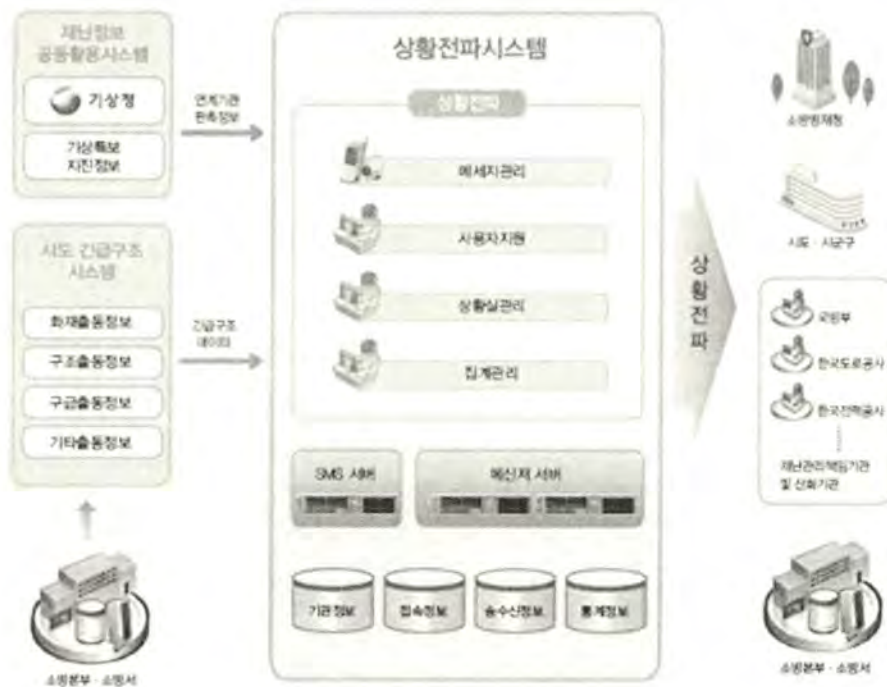 재난정보
공동활용시스템
기상청
기상특보
지진정보
연계기관
관측정보
시도 긴급구조
시스템
화재출동정보
구조출동정보
구급출동정보
기타출동정보
긴급구조
데이터
소방본부 · 소방서
상황전파시스템
상황전파
메세지관리
사용자지원
상황실관리
집계관리
SMS 서버
메신저 서버
기관정보
접속정보
송수신정보
통계정보
상황전파
소방방재청
시도 · 시군구
국방부
한국도로공사
한국전력공사
재난관리책임기관
및 산하기관
소방본부 · 소방서